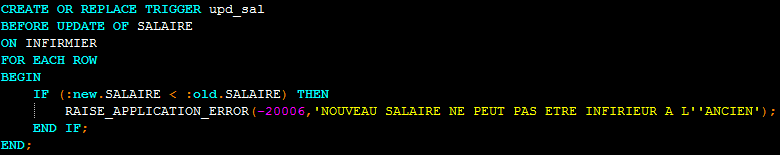 CREATE OR REPLACE TRIGGER upd_sal
BEFORE UPDATE OF SALAIRE
ON INFIRMIER
FOR EACH ROW
BEGIN
    IF (:new.SALAIRE < :old.SALAIRE) THEN
        RAISE_APPLICATION_ERROR(-20006,'NOUVEAU SALAIRE NE PEUT PAS ETRE INFIRIEUR A L''ANCIEN');
    END IF;
END;